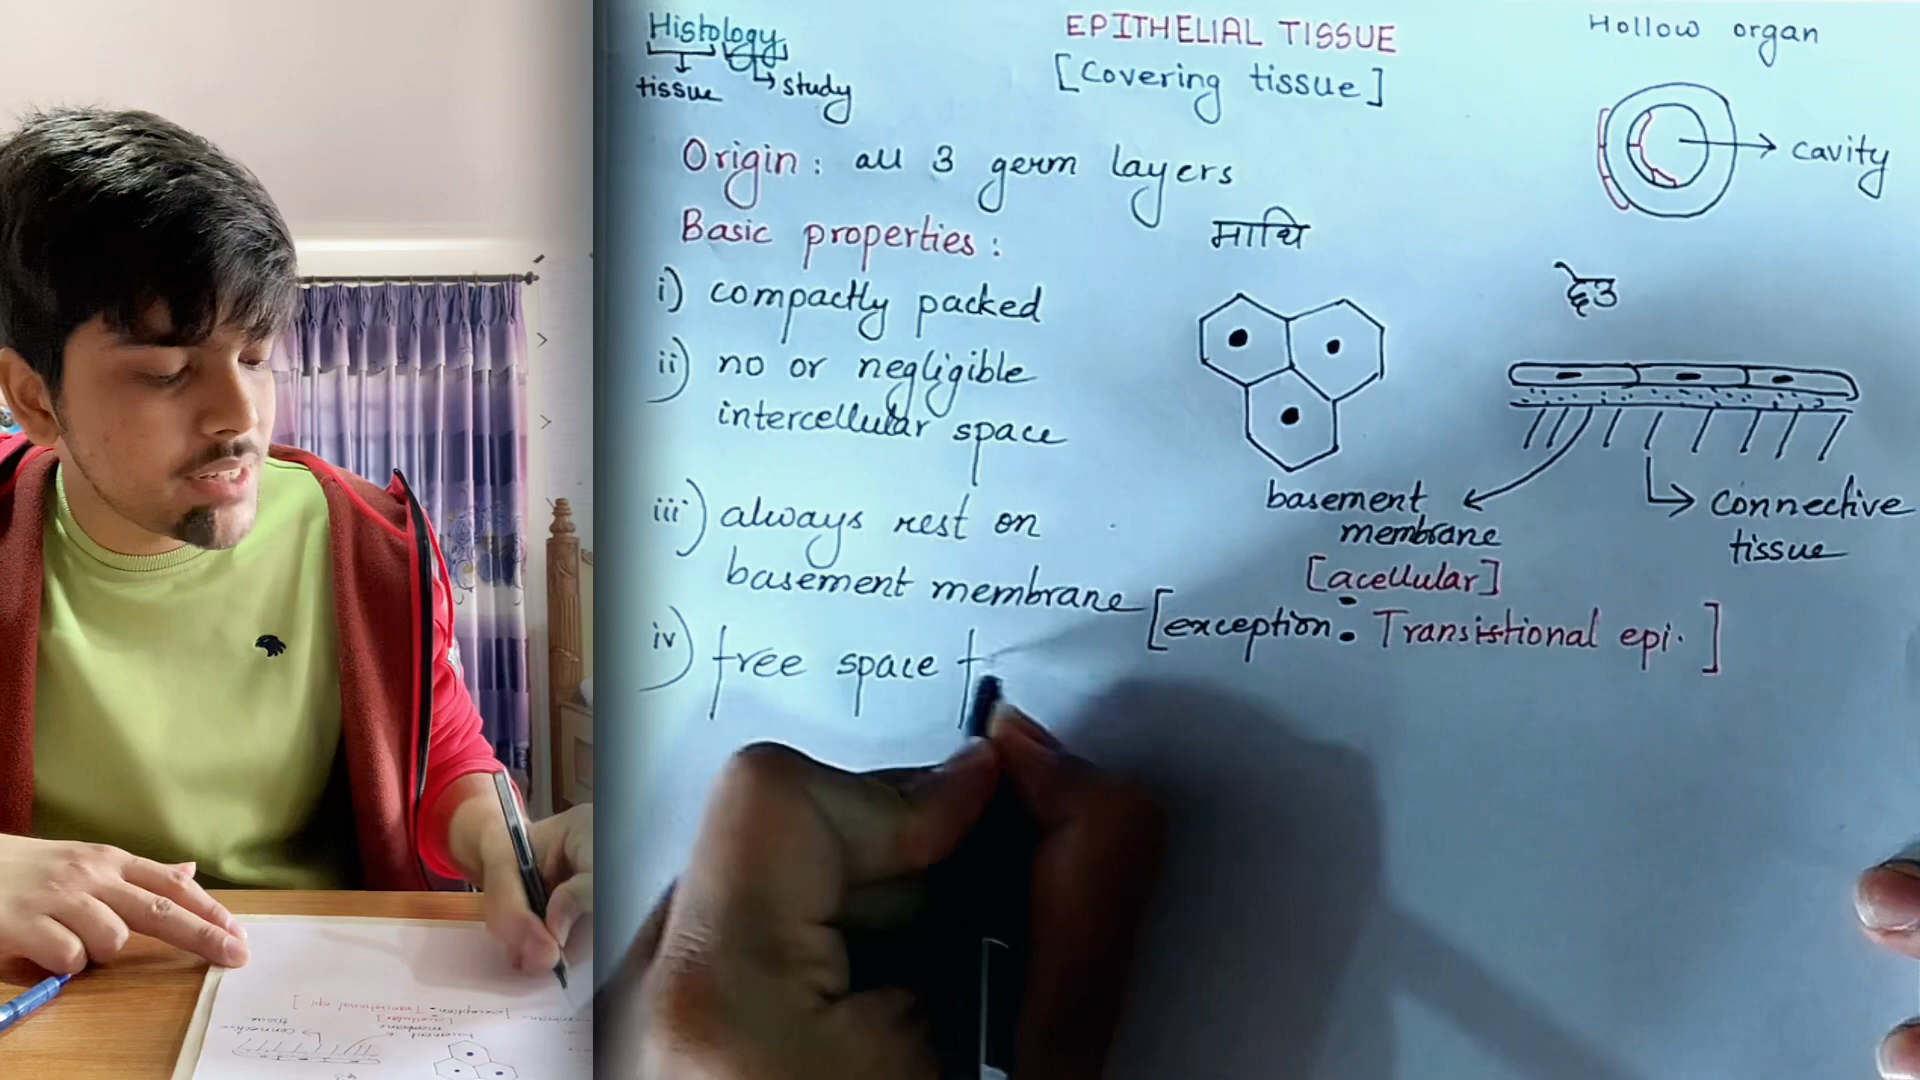 Histology
tissue
study
EPITHELIAL TISSUE
[Covering tissue]
Hollow organ
cavity
Origin: all 3 germ layers
Basic properties:
माथि
देउ
i) compactly packed
ii) no or negligible
intercellular space
iii) always rest on
basement membrane [exception: Transistional epi.]
basement
membrane
[acellular]
connective
tissue
iv) free space f